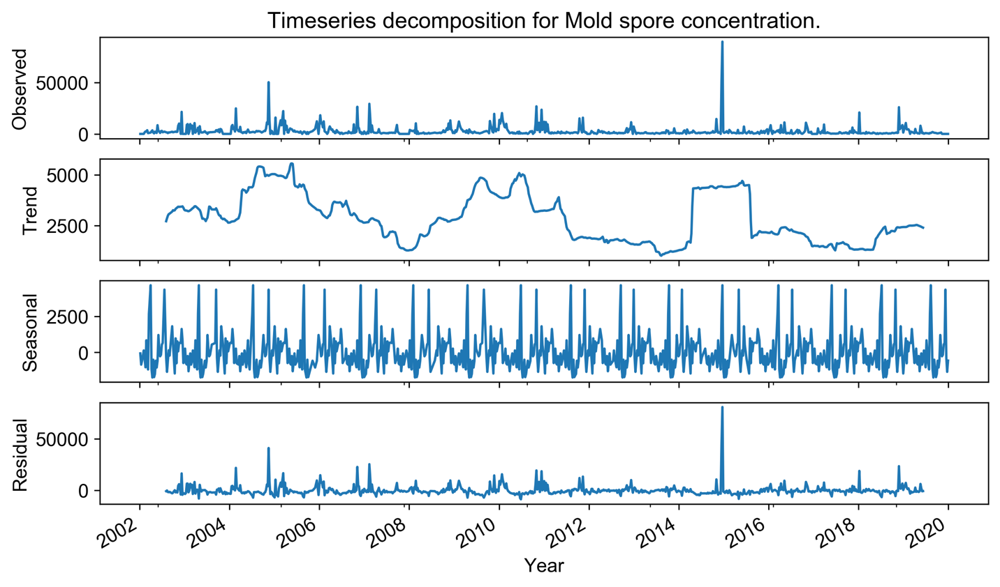 Timeseries decomposition for Mold spore concentration.
Observed
50000
0
Trend
5000
2500
Seasonal
2500
0
Residual
50000
0
2002 2004 2006 2008 2010 2012 2014 2016 2018 2020
Year